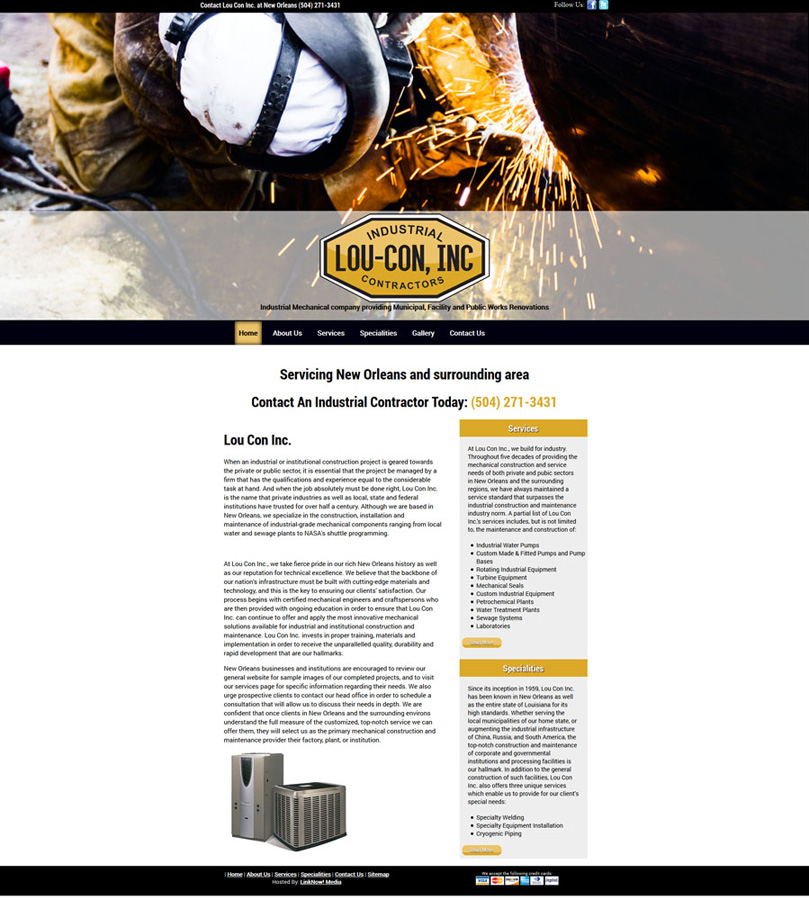 Contact Lou Con Inc. at New Orleans (504) 271-3431
Follow Us:
INDUSTRIAL
LOU-CON, INC
CONTRACTORS
Industrial Mechanical company providing Municipal, Facility and Public Works Renovations
Home About Us Services Specialities Gallery Contact Us
Servicing New Orleans and surrounding area
Contact An Industrial Contractor Today: (504) 271-3431
Lou Con Inc.
When an industrial or institutional construction project is geared towards
the private or public sector, it is essential that the project be managed by a
firm that has the qualifications and experience equal to the considerable
task at hand. And when the job absolutely must be done right, Lou Con Inc.
is the name that private industries as well as local, state and federal
institutions have trusted for over half a century. Although we are based in
New Orleans, we specialize in the construction, installation and
maintenance of industrial-grade mechanical components ranging from local
water and sewage plants to NASA's shuttle programming.
At Lou Con Inc., we take fierce pride in our rich New Orleans history as well
as our reputation for technical excellence. We believe that the backbone of
our nation's infrastructure must be built with cutting-edge materials and
technology, and this is the key to ensuring our clients' satisfaction. Our
process begins with certified mechanical engineers and craftspersons who
are then provided with ongoing education in order to ensure that Lou Con
Inc. can continue to offer and apply the most innovative mechanical
solutions available for industrial and institutional construction and
maintenance. Lou Con Inc. invests in proper training, materials and
implementation in order to receive the unparalleled quality, durability and
rapid development that are our hallmarks.
New Orleans businesses and institutions are encouraged to review our
general website for sample images of our completed projects, and to visit
our services page for specific information regarding their needs. We also
urge prospective clients to contact our head office in order to schedule a
consultation that will allow us to discuss their needs in depth. We are
confident that once clients in New Orleans and the surrounding environs
understand the full measure of the customized, top-notch service we can
offer them, they will select us as the primary mechanical construction and
maintenance provider their factory, plant, or institution.
Services
At Lou Con Inc., we build for industry.
Throughout five decades of providing the
mechanical construction and service
needs of both private and pubic sectors
in New Orleans and the surrounding
regions, we have always maintained a
service standard that surpasses the
industrial construction and maintenance
industry norm. A partial list of Lou Con
Inc.'s services includes, but is not limited
to, the maintenance and construction of:
Industrial Water Pumps
Custom Made & Fitted Pumps and Pump
Bases
Rotating Industrial Equipment
Turbine Equipment
Mechanical Seals
Custom Industrial Equipment
Petrochemical Plants
Water Treatment Plants
Sewage Systems
Laboratories
Specialities
Since its inception in 1959, Lou Con Inc.
has been known in New Orleans as well
as the entire state of Louisiana for its
high standards. Whether serving the
local municipalities of our home state, or
augmenting the industrial infrastructure
of China, Russia, and South America, the
top-notch construction and maintenance
of corporate and governmental
institutions and processing facilities is
our hallmark. In addition to the general
construction of such facilities, Lou Con
Inc. also offers three unique services
which enable us to provide for our client's
special needs:
Specialty Welding
Specialty Equipment Installation
Cryogenic Piping
| Home | About Us | Services | Specialities | Contact Us | Sitemap
Hosted By LinkNow! Media
We accept the following credit cards:
VISA